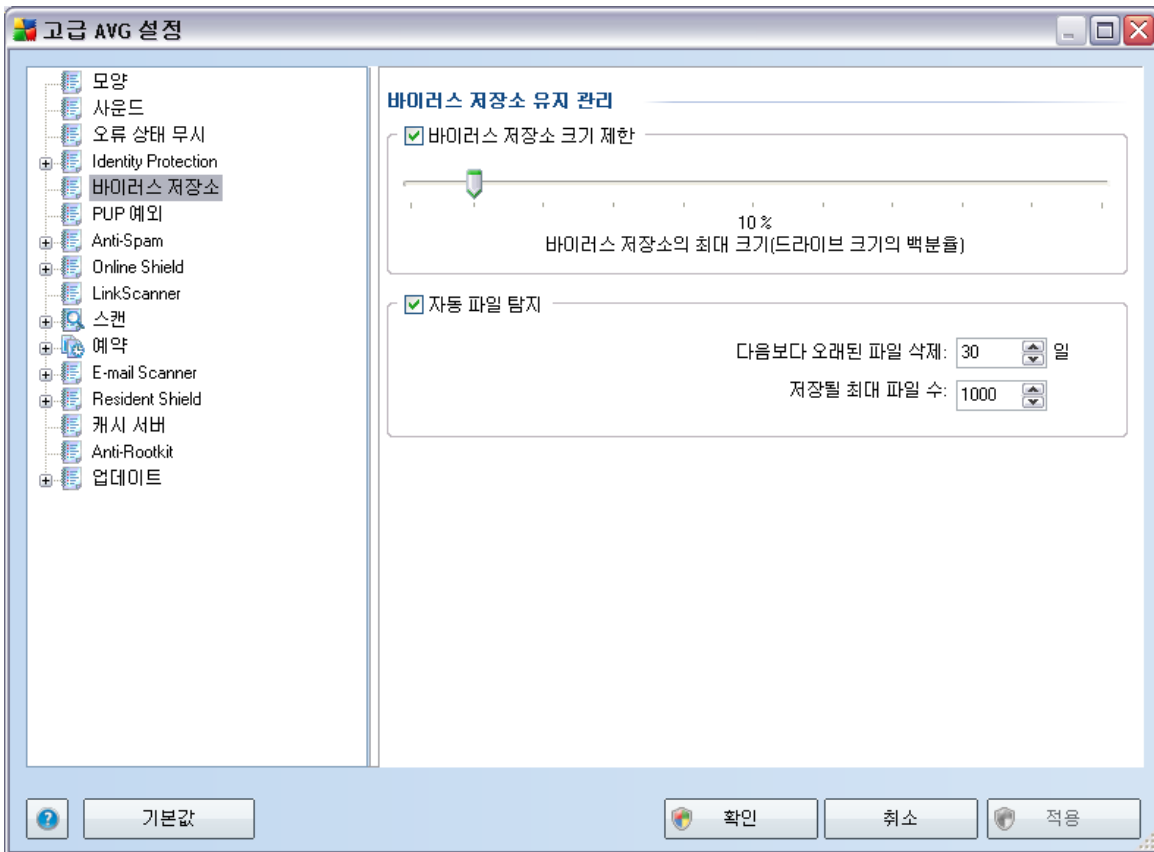 고급 AVG 설정
모양
사운드
오류 상태 무시
Identity Protection
바이러스 저장소
PUP 예외
Anti-Spam
Online Shield
LinkScanner
스캔
예약
E-mail Scanner
Resident Shield
캐시 서버
Anti-Rootkit
업데이트
바이러스 저장소 유지 관리
바이러스 저장소 크기 제한
10 %
바이러스 저장소의 최대 크기(드라이브 크기의 백분율)
자동 파일 탐지
다음보다 오래된 파일 삭제: 30 일
저장될 최대 파일 수: 1000
기본값 확인 취소 적용